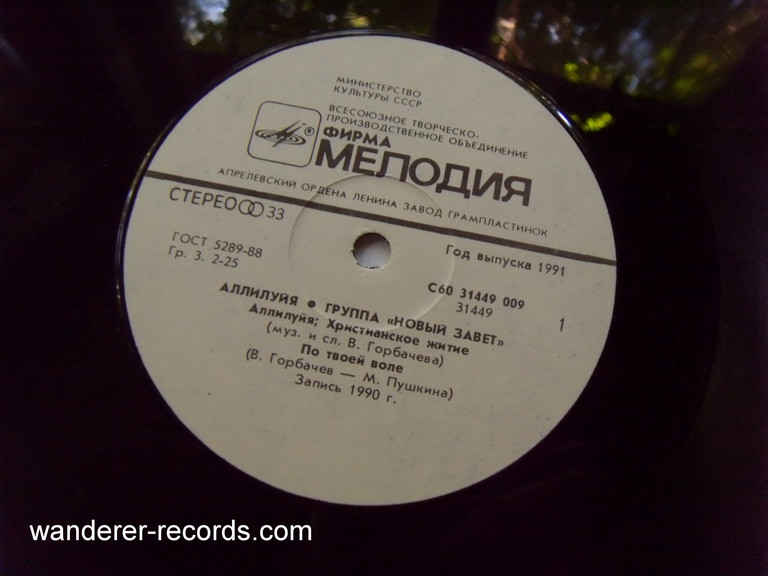 МИНИСТЕРСТВО
КУЛЬТУРЫ СССР
ВСЕСОЮЗНОЕ ТВОРЧЕСКО-
ПРОИЗВОДСТВЕННОЕ ОБЪЕДИНЕНИЕ
ФИРМА
МЕЛОДИЯ
®
АПРЕЛЕВСКИЙ ОРДЕНА ЛЕНИНА ЗАВОД ГРАМПЛАСТИНОК
СТЕРЕО 33
ГОСТ 5289-88
Гр. 3. 2-25
Год выпуска 1991
С60 31449 009
31449
1
АЛЛИЛУЙЯ • ГРУППА «НОВЫЙ ЗАВЕТ»
Аллилуйя; Христианское житие
(муз. и сл. В. Горбачева)
По твоей воле
(В. Горбачев — М. Пушкина)
Запись 1990 г.
wanderer-records.com